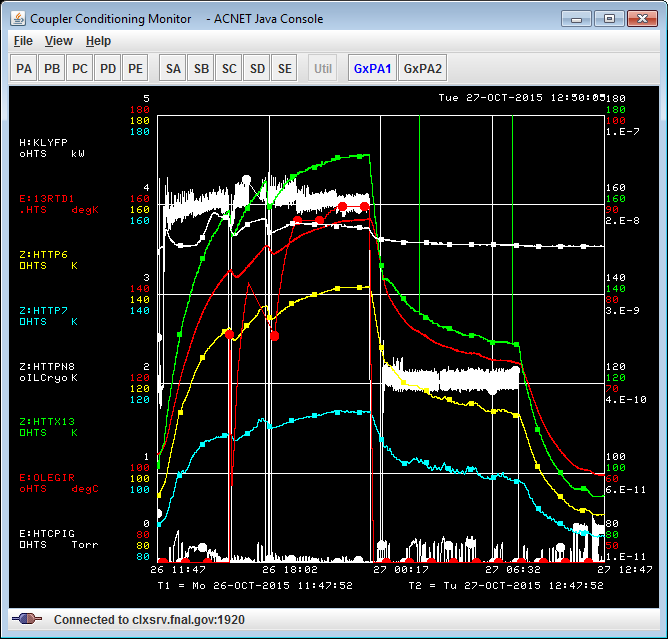 Coupler Conditioning Monitor - ACNET Java Console
File View Help
PA PB PC PD PE SA SB SC SD SE Util GxPA1 GxPA2
Tue 27-OCT-2015 12:50:05
H:KLYFP
oHTS kW
E:13RTD1
.HTS degK
Z:HTTP6
OHTS K
Z:HTTP7
OHTS K
Z:HTTPN8
oILCryo K
Z:HTTX13
OHTS K
E:OLEGIR
oHTS degC
E:HTCPIG
OHTS Torr
5
180
180
180
4
160
160
160
3
140
140
140
2
120
120
120
1
100
100
100
0
80
80
80
180
180
100
1.E-7
160
160
90
2.E-8
140
140
80
3.E-9
120
120
70
4.E-10
100
100
60
6.E-11
80
80
50
1.E-11
26 11:47 26 18:02 27 00:17 27 06:32 27 12:47
T1 = Mo 26-OCT-2015 11:47:52 T2 = Tu 27-OCT-2015 12:47:52
Connected to clxsrv.fnal.gov:1920